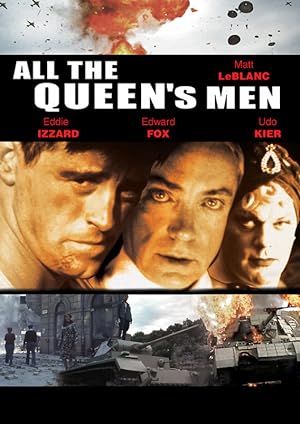 Matt
LeBLANC
ALL THE
QUEEN'S MEN
Eddie
IZZARD
Edward
FOX
Udo
KIER